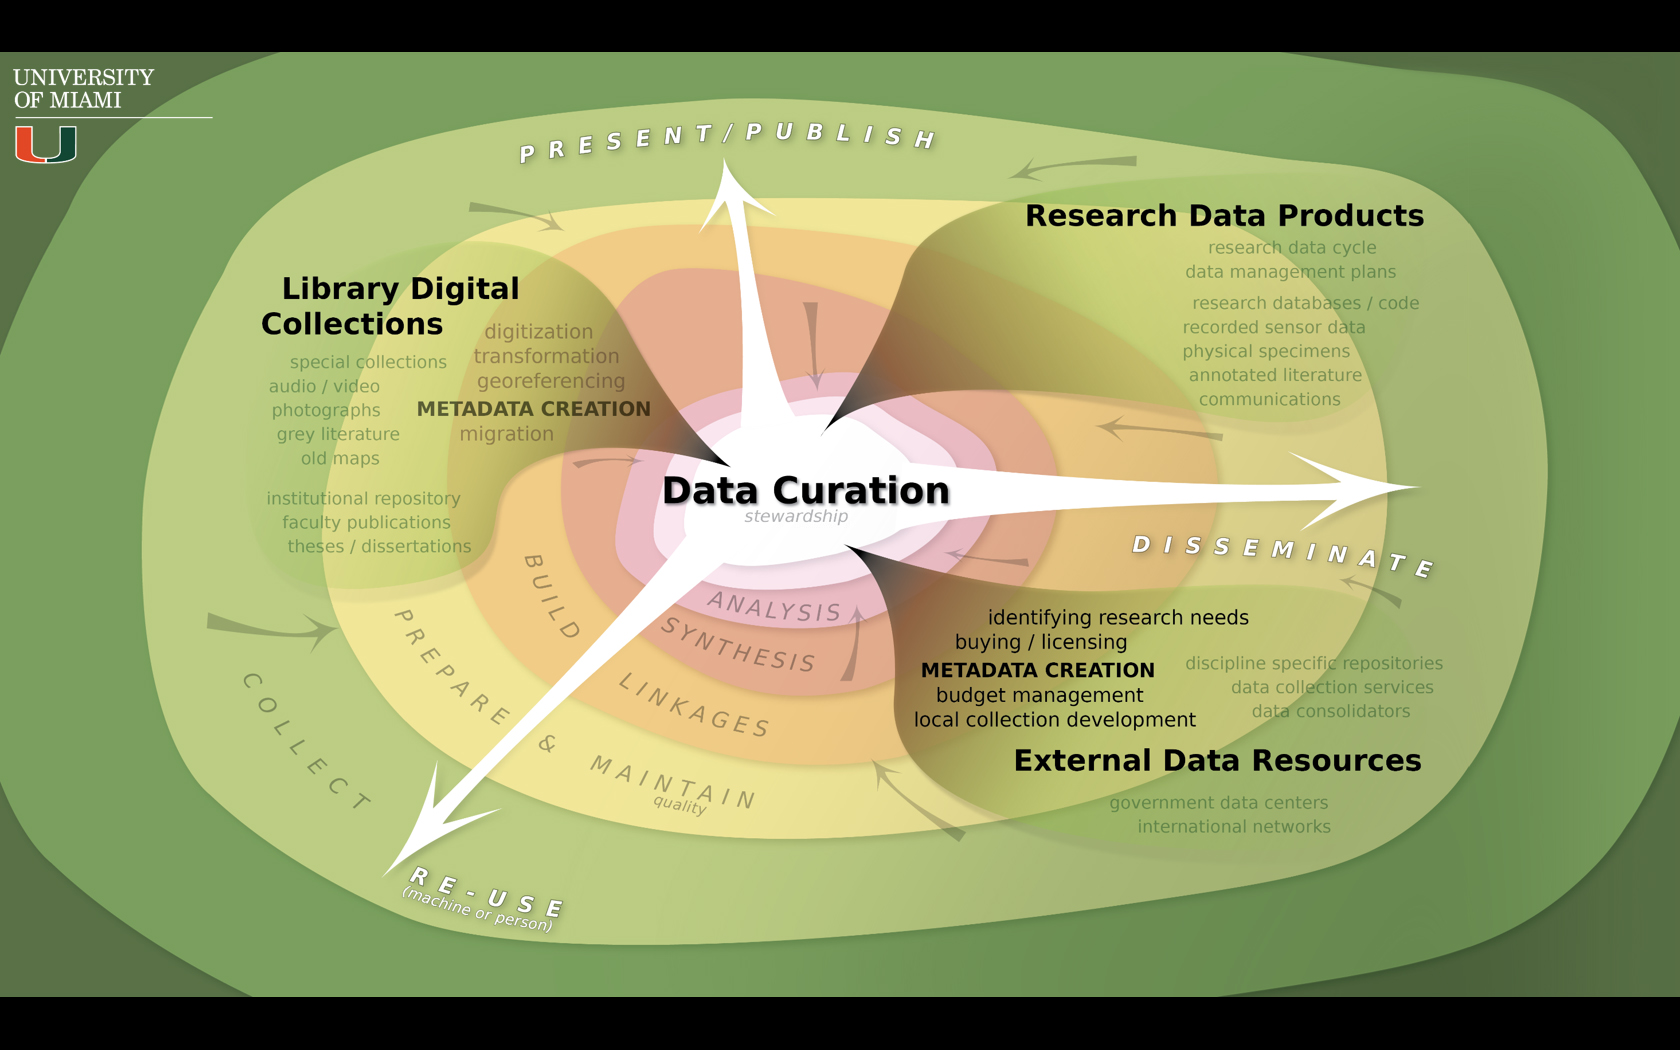 UNIVERSITY
OF MIAMI
PRESENT/PUBLISH
Research Data Products
research data cycle
data management plans
research databases / code
recorded sensor data
physical specimens
annotated literature
communications
Library Digital
Collections
digitization
transformation
georeferencing
METADATA CREATION
migration
special collections
audio / video
photographs
grey literature
old maps
institutional repository
faculty publications
theses / dissertations
Data Curation
stewardship
DISSEMINATE
ANALYSIS
SYNTHESIS
BUILD
LINKAGES
PREPARE
& MAINTAIN
quality
COLLECT
identifying research needs
buying / licensing
METADATA CREATION
budget management
local collection development
discipline specific repositories
data collection services
data consolidators
External Data Resources
government data centers
international networks
RE-USE
(machine or person)